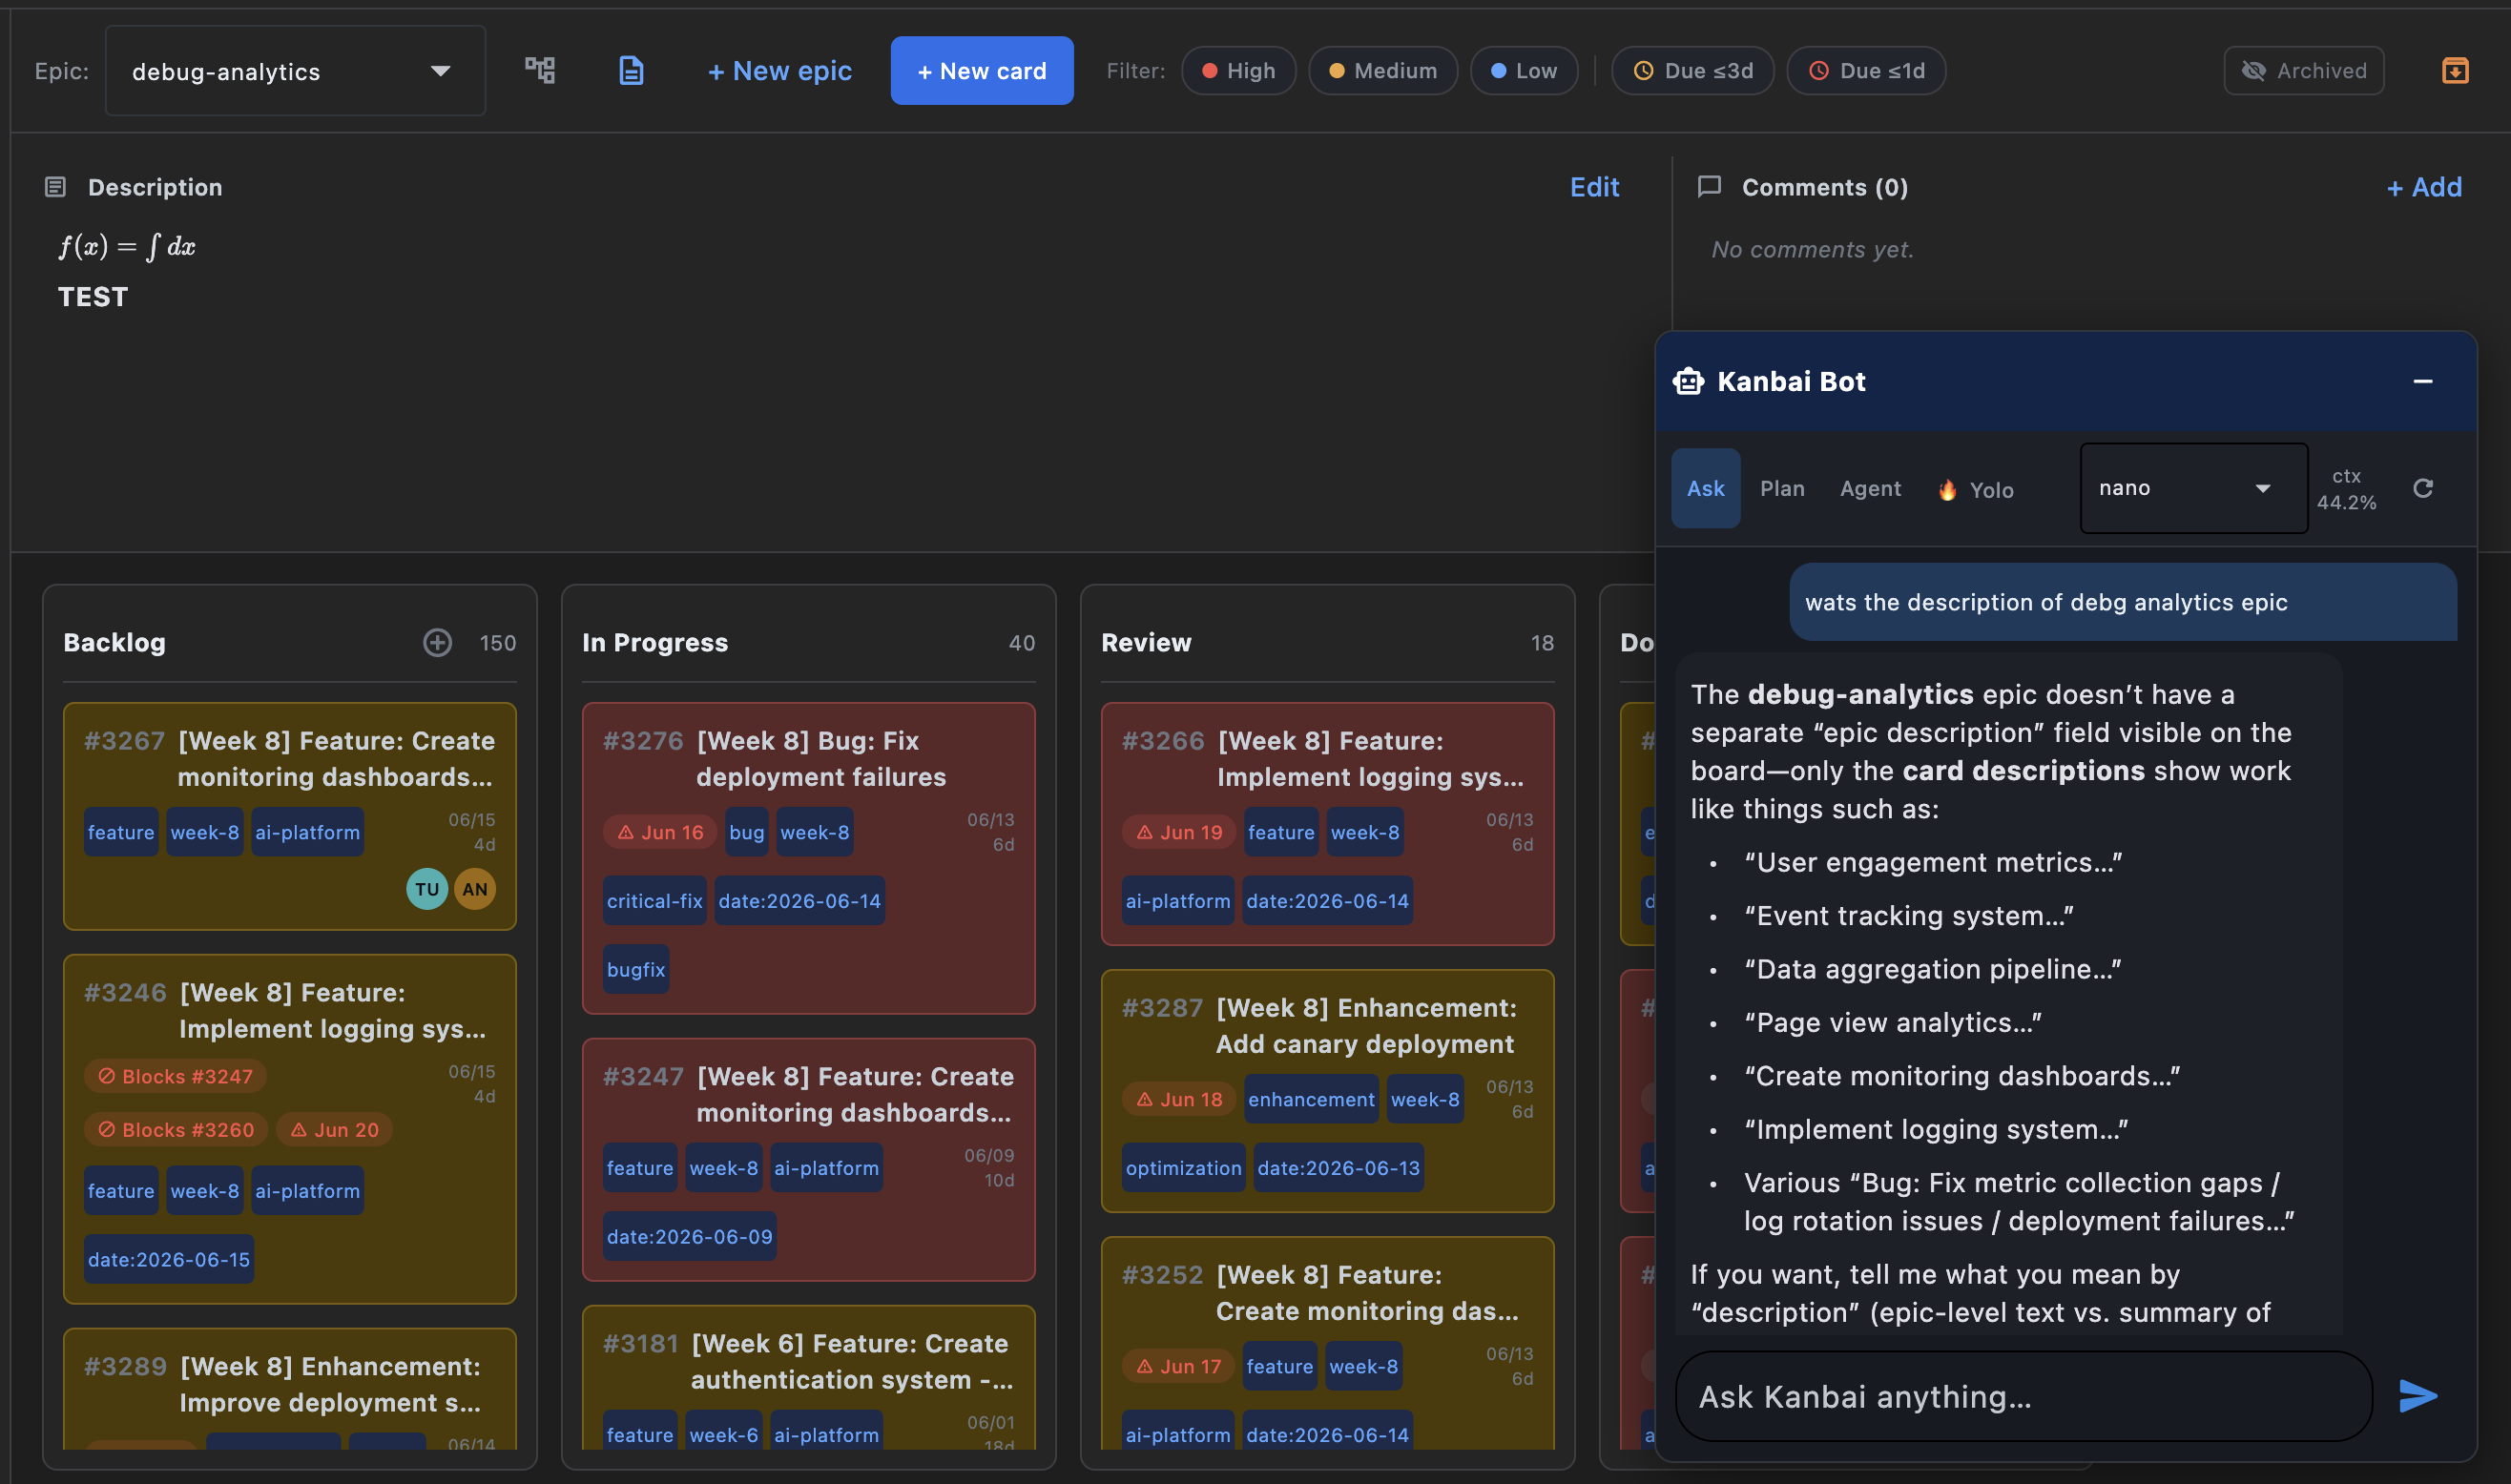 Epic:
debug-analytics
+ New epic
+ New card
Filter:
High
Medium
Low
Due ≤3d
Due ≤1d
Archived
Description
Edit
f(x) = ∫ dx
TEST
Comments (0)
+ Add
No comments yet.
Backlog
150
#3267 [Week 8] Feature: Create
monitoring dashboards...
feature week-8 ai-platform
06/15
4d
TU AN
#3246 [Week 8] Feature:
Implement logging sys...
Blocks #3247
06/15
4d
Blocks #3260 Jun 20
feature week-8 ai-platform
date:2026-06-15
#3289 [Week 8] Enhancement:
Improve deployment s...
06/14
In Progress
40
#3276 [Week 8] Bug: Fix
deployment failures
Jun 16 bug week-8
06/13
6d
critical-fix date:2026-06-14
bugfix
#3247 [Week 8] Feature: Create
monitoring dashboards...
feature week-8 ai-platform
06/09
10d
date:2026-06-09
#3181 [Week 6] Feature: Create
authentication system -...
feature week-6 ai-platform
06/01
18d
Review
18
#3266 [Week 8] Feature:
Implement logging sys...
Jun 19 feature week-8
06/13
6d
ai-platform date:2026-06-14
#3287 [Week 8] Enhancement:
Add canary deployment
Jun 18 enhancement week-8
06/13
6d
optimization date:2026-06-13
#3252 [Week 8] Feature:
Create monitoring das...
Jun 17 feature week-8
06/13
6d
ai-platform date:2026-06-14
Do
Kanbai Bot
Ask
Plan
Agent
🔥 Yolo
nano
ctx
44.2%
wats the description of debg analytics epic
The debug-analytics epic doesn’t have a
separate “epic description” field visible on the
board—only the card descriptions show work
like things such as:
• “User engagement metrics…”
• “Event tracking system…”
• “Data aggregation pipeline…”
• “Page view analytics…”
• “Create monitoring dashboards…”
• “Implement logging system…”
• Various “Bug: Fix metric collection gaps /
log rotation issues / deployment failures…”
If you want, tell me what you mean by
“description” (epic-level text vs. summary of
Ask Kanbai anything...